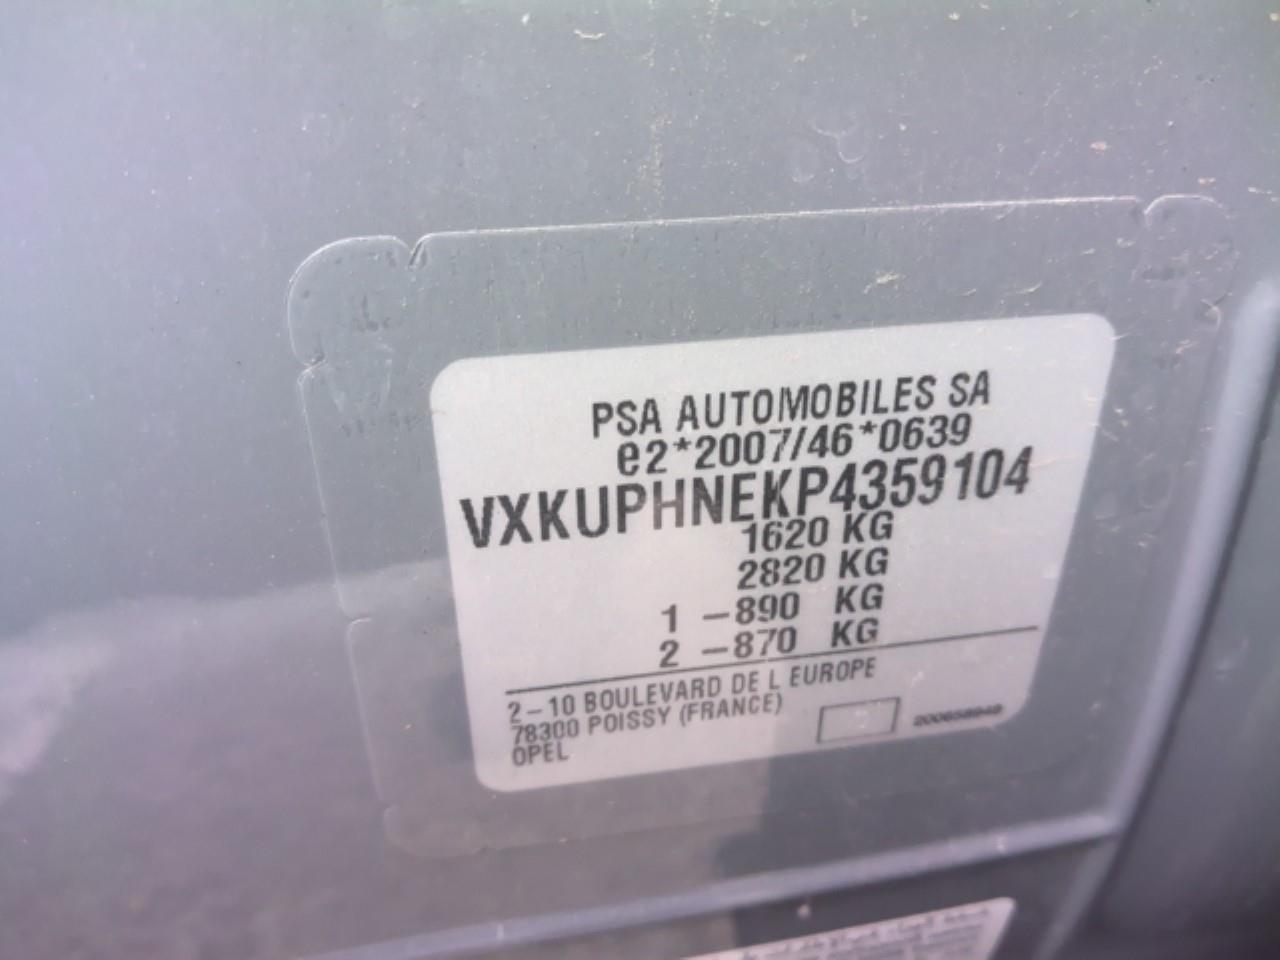 PSA AUTOMOBILES SA
e2*2007/46*0639
VXKUPHNEKP4359104
1620 KG
2820 KG
1 –890 KG
2 –870 KG
2–10 BOULEVARD DE L EUROPE
78300 POISSY (FRANCE)
OPEL